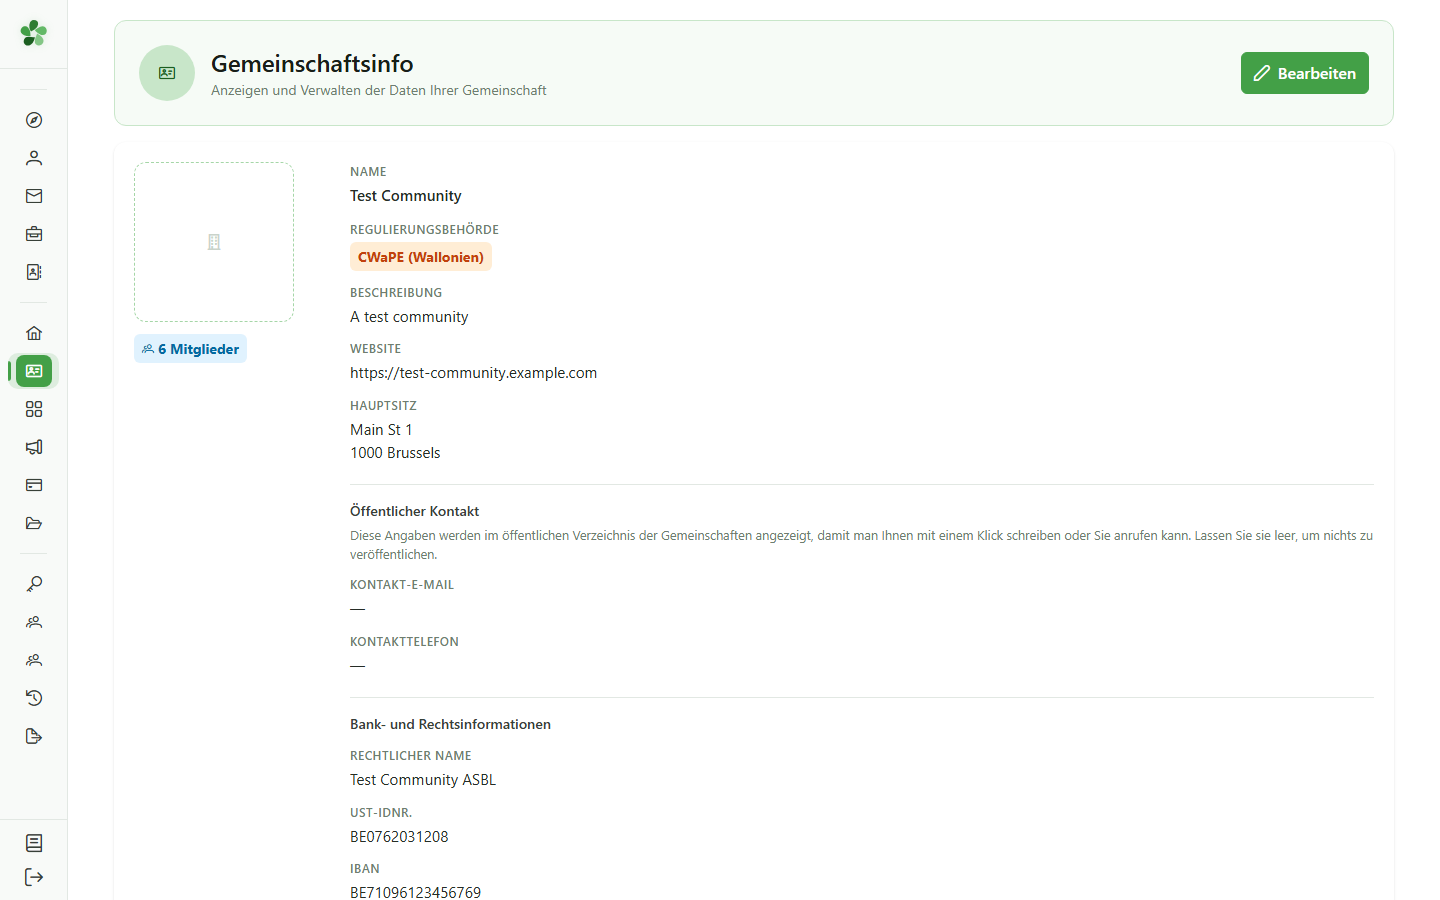 Gemeinschaftsinfo
Anzeigen und Verwalten der Daten Ihrer Gemeinschaft
Bearbeiten
6 Mitglieder
NAME
Test Community
REGULIERUNGSBEHÖRDE
CWaPE (Wallonien)
BESCHREIBUNG
A test community
WEBSITE
https://test-community.example.com
HAUPTSITZ
Main St 1
1000 Brussels
Öffentlicher Kontakt
Diese Angaben werden im öffentlichen Verzeichnis der Gemeinschaften angezeigt, damit man Ihnen mit einem Klick schreiben oder Sie anrufen kann. Lassen Sie sie leer, um nichts zu
veröffentlichen.
KONTAKT-E-MAIL
—
KONTAKTTELEFON
—
Bank- und Rechtsinformationen
RECHTLICHER NAME
Test Community ASBL
UST-IDNR.
BE0762031208
IBAN
BE71096123456769